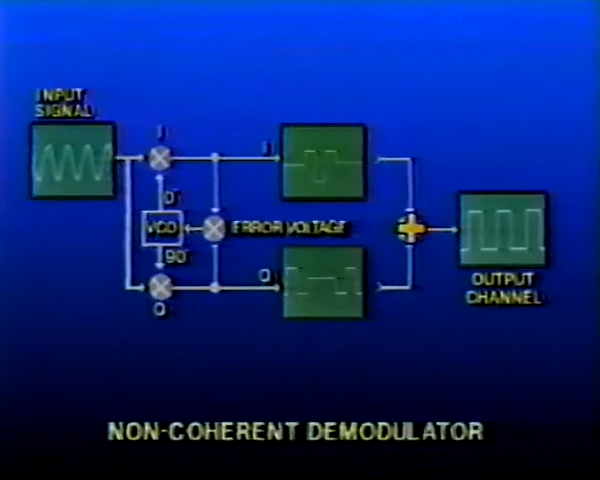 INPUT
SIGNAL
I
I
0°
VCO
ERROR VOLTAGE
90°
Q
Q
OUTPUT
CHANNEL
NON-COHERENT DEMODULATOR